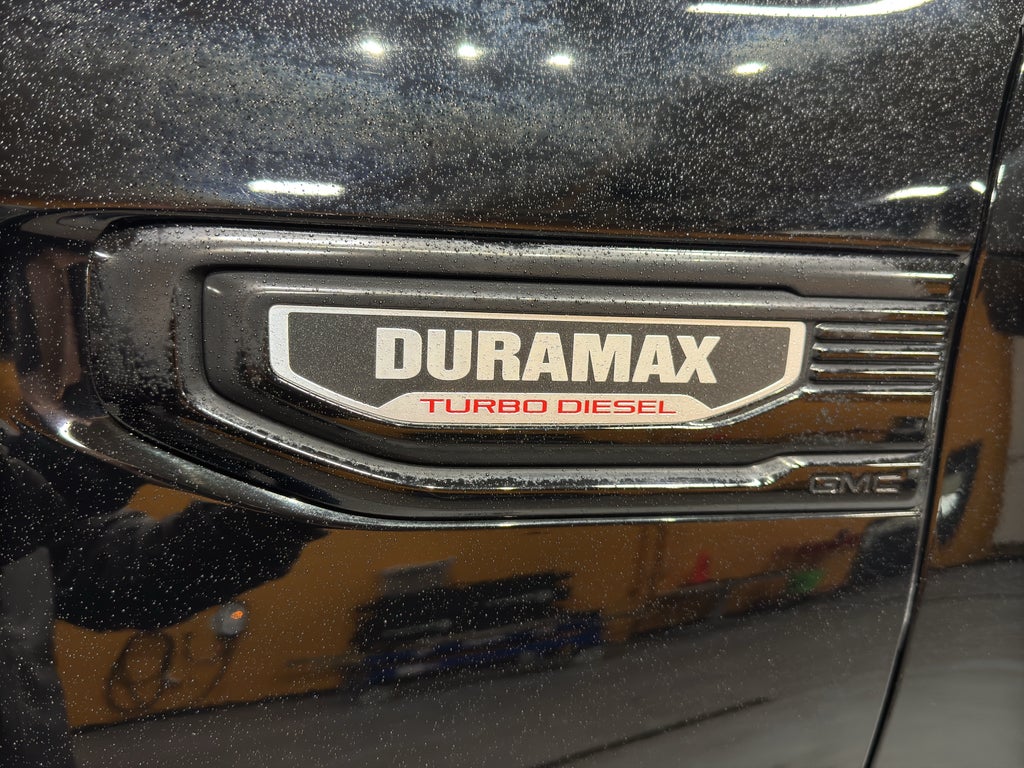 DURAMAX
TURBO DIESEL
GMC